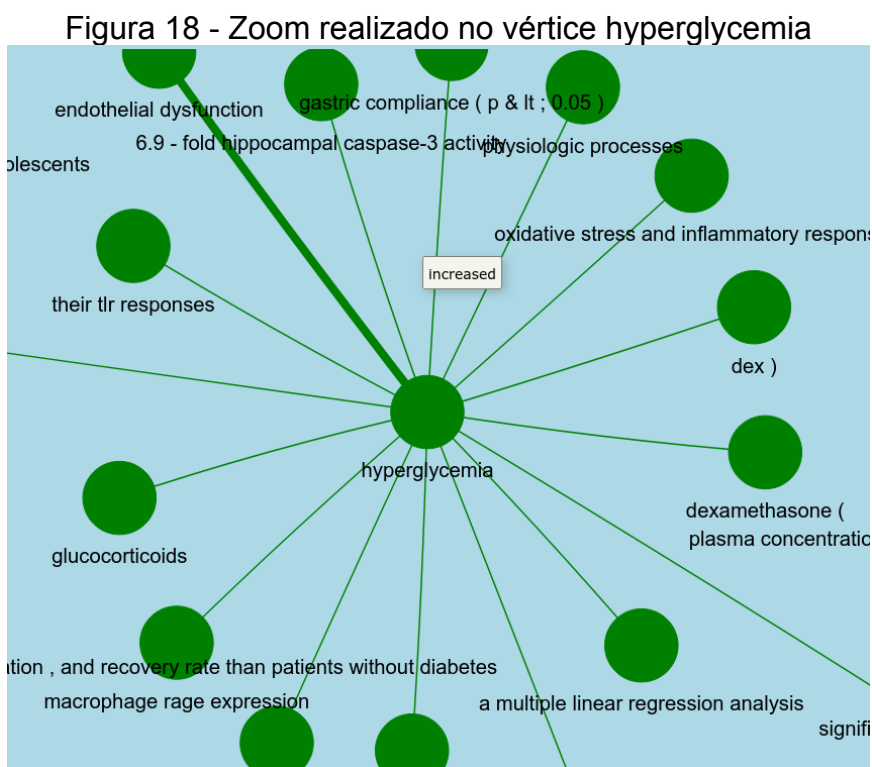 Figura 18 - Zoom realizado no vértice hyperglycemia
gastric compliance ( p & lt ; 0.05 )
endothelial dysfunction
6.9 - fold hippocampal caspase-3 activity
physiologic processes
olescents
oxidative stress and inflammatory respons
increased
their tlr responses
dex )
hyperglycemia
dexamethasone (
plasma concentratio
glucocorticoids
ation , and recovery rate than patients without diabetes
macrophage rage expression
a multiple linear regression analysis
signifi